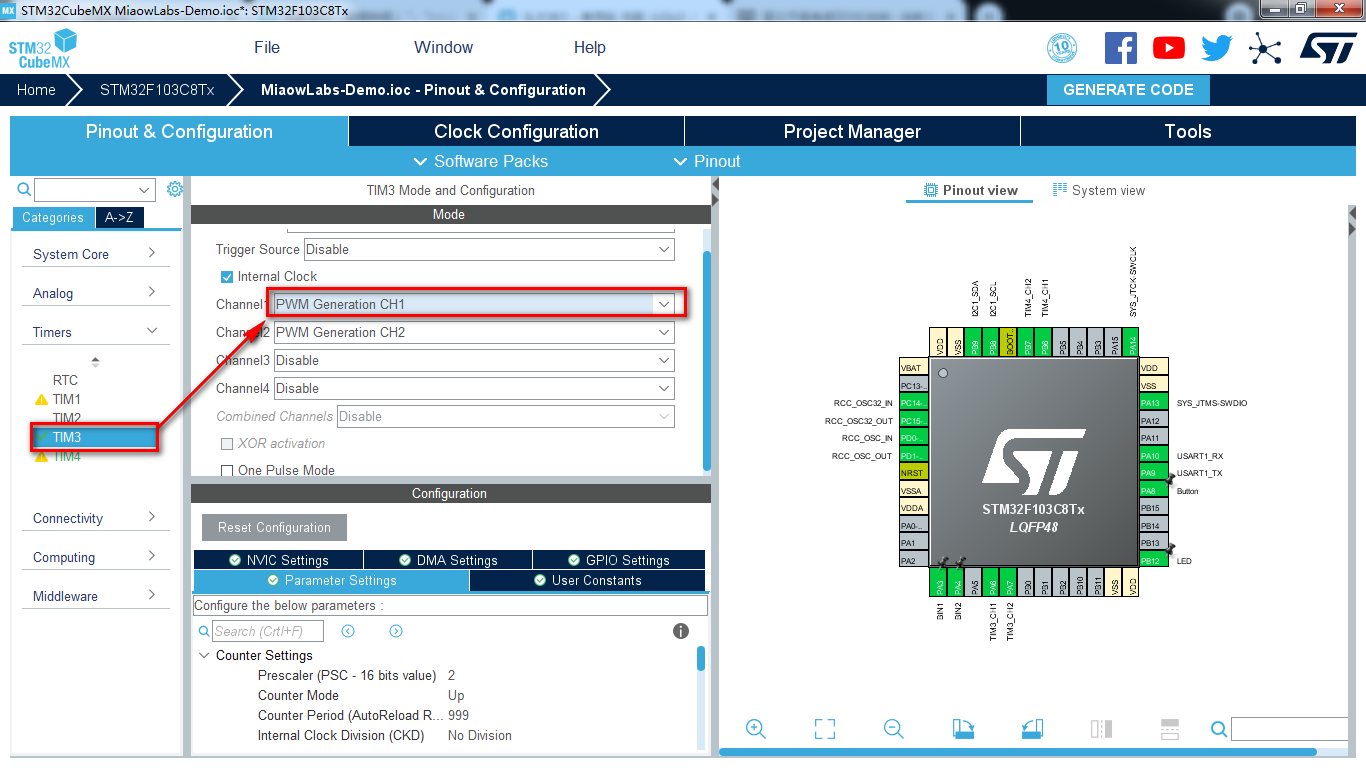 MX STM32CubeMX MiaowLabs-Demo.ioc*: STM32F103C8Tx
STM32
CubeMX
File Window Help
10
ST
Home STM32F103C8Tx MiaowLabs-Demo.ioc - Pinout & Configuration GENERATE CODE
Pinout & Configuration Clock Configuration Project Manager Tools
Software Packs Pinout
Categories A->Z
System Core
Analog
Timers
RTC
TIM1
TIM2
TIM3
TIM4
Connectivity
Computing
Middleware
TIM3 Mode and Configuration
Mode
Trigger Source Disable
Internal Clock
Channel1 PWM Generation CH1
Channel2 PWM Generation CH2
Channel3 Disable
Channel4 Disable
Combined Channels Disable
XOR activation
One Pulse Mode
Configuration
Reset Configuration
NVIC Settings DMA Settings GPIO Settings
Parameter Settings User Constants
Configure the below parameters :
Search (Crtl+F)
Counter Settings
Prescaler (PSC - 16 bits value) 2
Counter Mode Up
Counter Period (AutoReload R... 999
Internal Clock Division (CKD) No Division
Pinout view System view
I2C1_SDA I2C1_SCL TIM4_CH2 TIM4_CH1 SYS_JTCK-SWCLK
VDD VSS PB9 PB8 BOOT.. PB7 PB6 PB5 PB4 PB3 PA15 PA14
VBAT VDD
PC13-.. VSS
RCC_OSC32_IN PC14-.. PA13 SYS_JTMS-SWDIO
RCC_OSC32_OUT PC15-.. PA12
RCC_OSC_IN PD0-.. PA11
RCC_OSC_OUT PD1-.. PA10 USART1_RX
NRST PA9 USART1_TX
VSSA PA8 Button
VDDA PB15
PA0-.. PB14
PA1 PB13
PA2 PB12 LED
ST
STM32F103C8Tx
LQFP48
PA3 PA4 PA5 PA6 PA7 PB0 PB1 PB2 PB10 PB11 VSS VDD
BIN1 BIN2 TIM3_CH1 TIM3_CH2